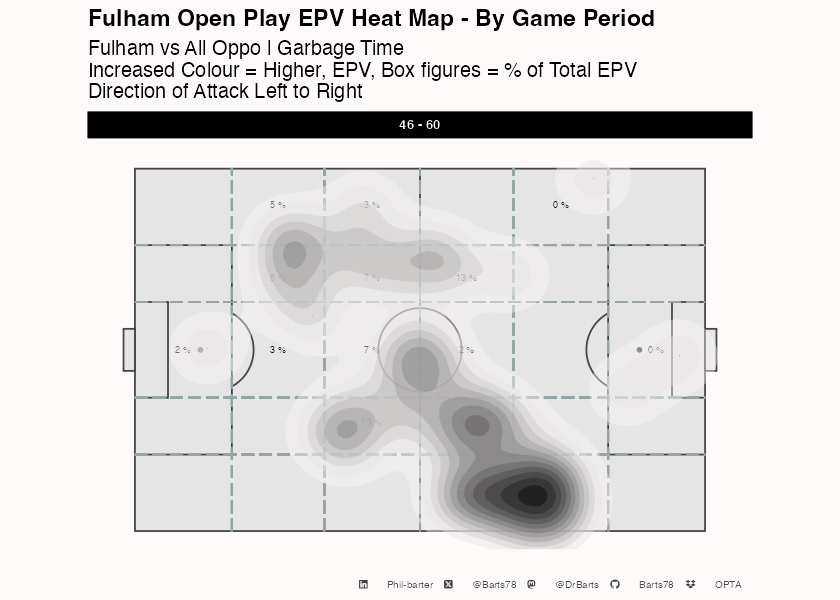 Fulham Open Play EPV Heat Map - By Game Period
Fulham vs All Oppo | Garbage Time
Increased Colour = Higher, EPV, Box figures = % of Total EPV
Direction of Attack Left to Right
46 - 60
5 % 3 % 0 %
7 % 13 %
2 % 3 % 7 % 2 % 0 %
Phil-barter @Barts78 @DrBarts Barts78 OPTA